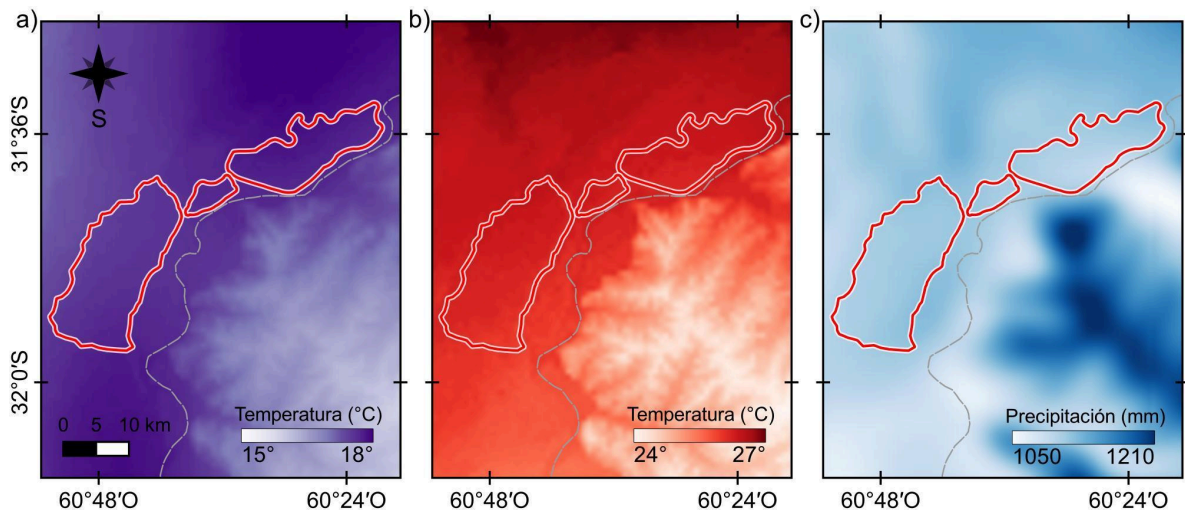 a)
S
31°36′S
32°0′S
0 5 10 km
Temperatura (°C)
15° 18°
60°48′O 60°24′O
b)
Temperatura (°C)
24° 27°
60°48′O 60°24′O
c)
Precipitación (mm)
1050 1210
60°48′O 60°24′O